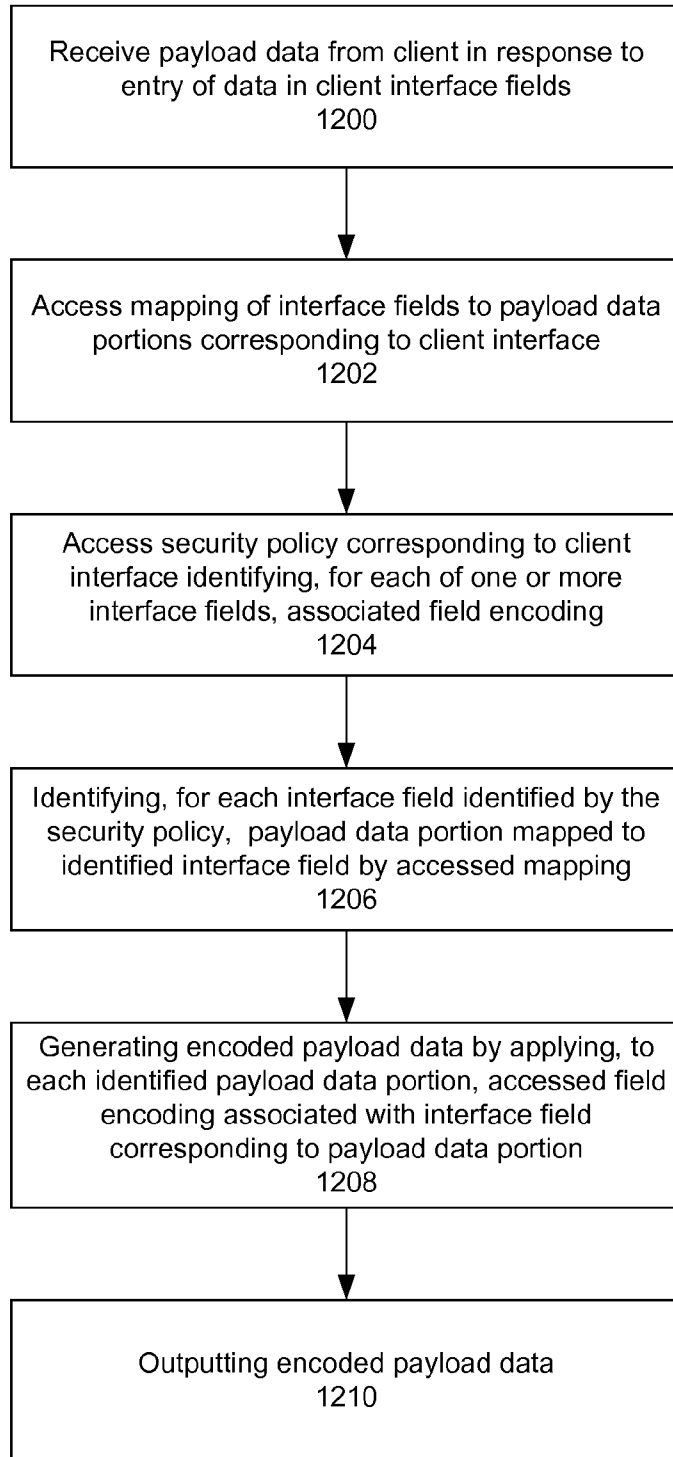 Receive payload data from client in response to
entry of data in client interface fields
1200
Access mapping of interface fields to payload data
portions corresponding to client interface
1202
Access security policy corresponding to client
interface identifying, for each of one or more
interface fields, associated field encoding
1204
Identifying, for each interface field identified by the
security policy, payload data portion mapped to
identified interface field by accessed mapping
1206
Generating encoded payload data by applying, to
each identified payload data portion, accessed field
encoding associated with interface field
corresponding to payload data portion
1208
Outputting encoded payload data
1210